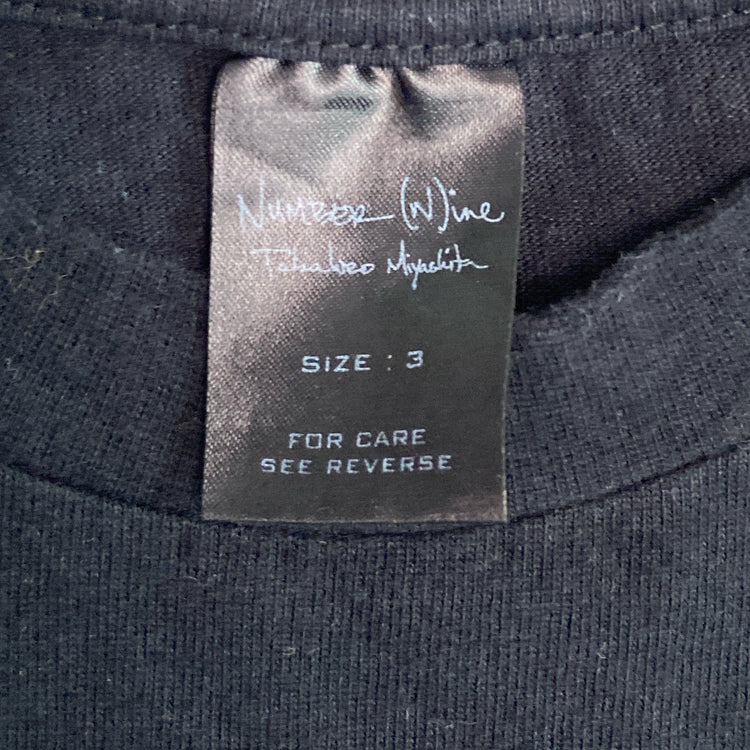 NUMBER (N)ine
Takahiro Miyashita
SIZE : 3
FOR CARE
SEE REVERSE